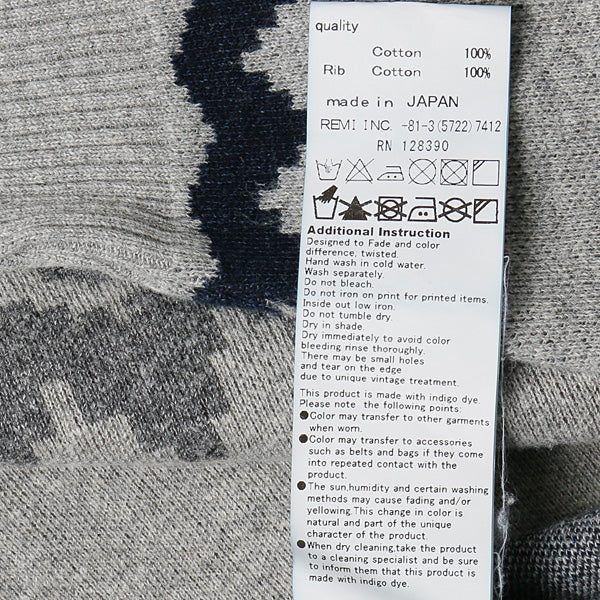 quality
Cotton 100%
Rib Cotton 100%
made in JAPAN
REMI INC. -81-3(5722)7412
RN 128390
Additional Instruction
Designed to Fade and color
difference, twisted.
Hand wash in cold water.
Wash separately.
Do not bleach.
Do not iron on print for printed items.
Inside out low iron.
Do not tumble dry.
Dry in shade.
Dry immediately to avoid color
bleeding rinse thoroughly.
There may be small holes
and tear on the edge
due to unique vintage treatment.
This product is made with indigo dye.
Please note the following points:
●Color may transfer to other garments
when worn.
●Color may transfer to accessories
such as belts and bags if they come
into repeated contact with the
product.
●The sun,humidity and certain washing
methods may cause fading and/or
yellowing.This change in color is
natural and part of the unique
character of the product.
●When dry cleaning,take the product
to a cleaning specialist and be sure
to inform them that this product is
made with indigo dye.